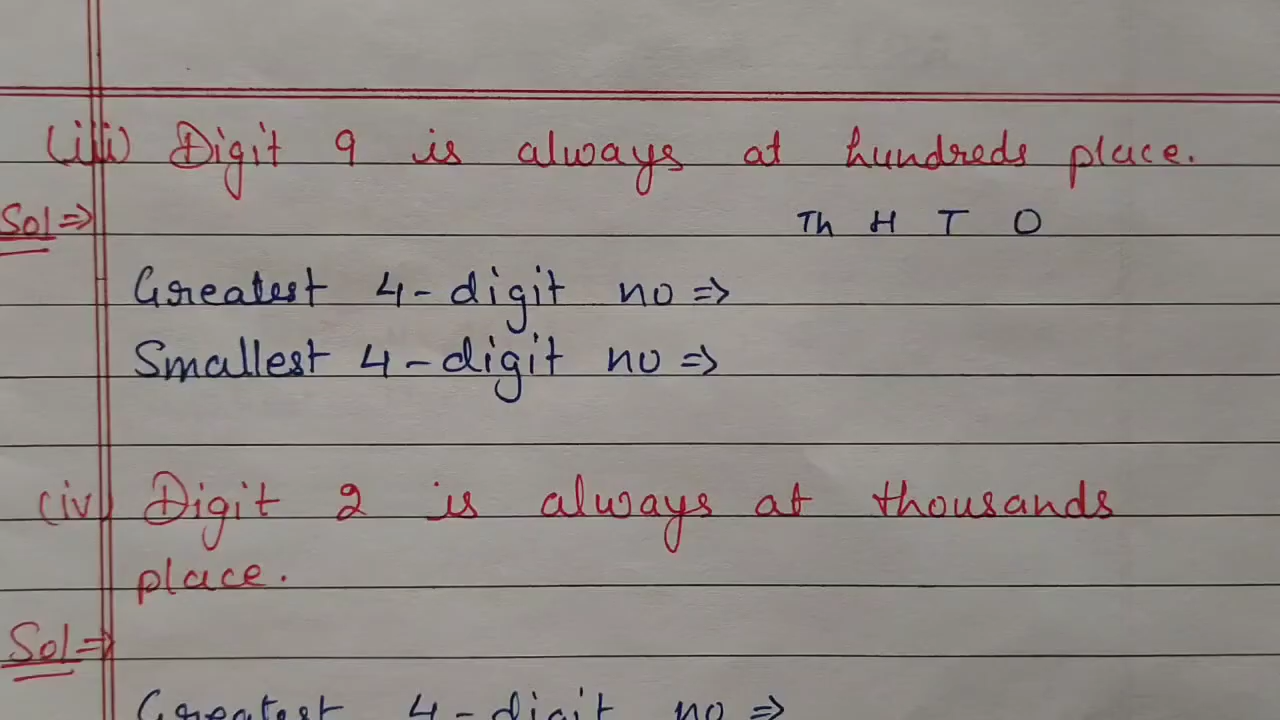 (iii) Digit 9 is always at hundreds place.
Sol⇒ Th H T O
Greatest 4-digit no ⇒
Smallest 4-digit no ⇒
(iv) Digit 2 is always at thousands
place.
Sol⇒
Greatest 4-digit no ⇒